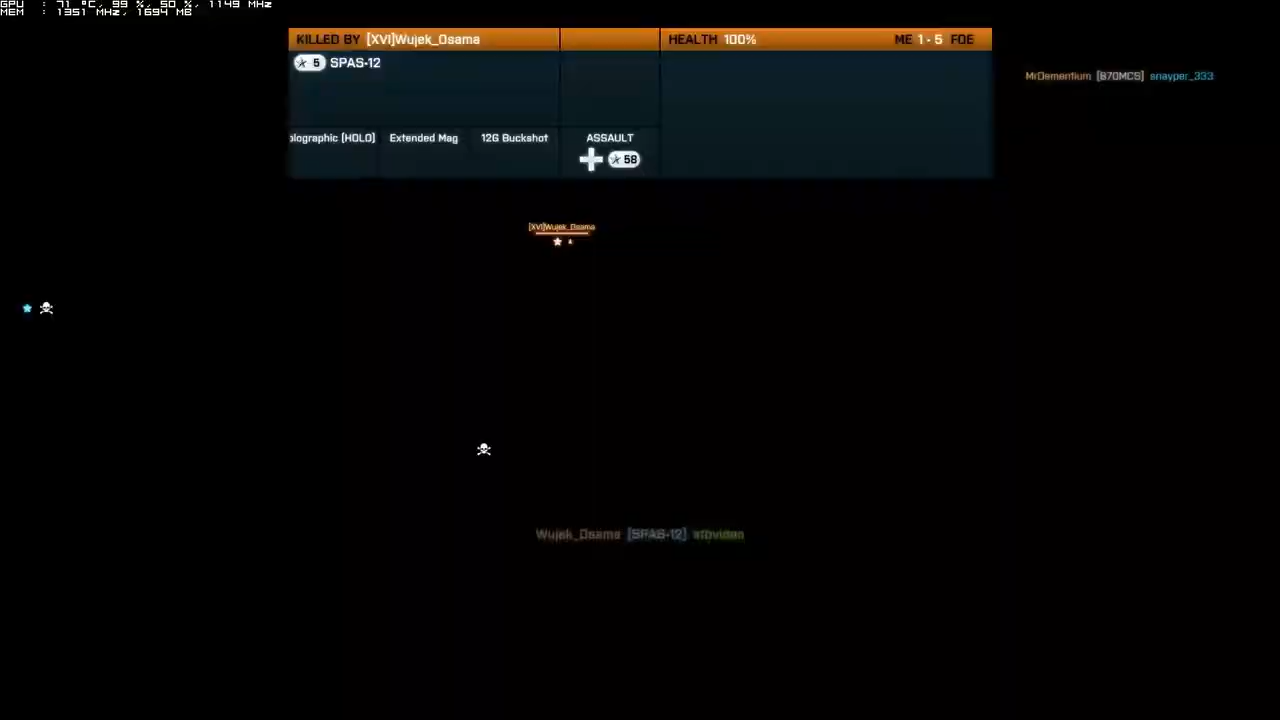 GPU : 71 ºC, 99 %, 50 %, 1149 MHz
MEM : 1351 MHz, 1694 MB
KILLED BY [XVI]Wujek_Osama HEALTH 100% ME 1 - 5 FOE
5 SPAS-12
MrDementium [870MCS] snayper_333
olographic [HOLO] Extended Mag 12G Buckshot ASSAULT
58
[XVI]Wujek_Osama
Wujek_Osama [SPAS-12]